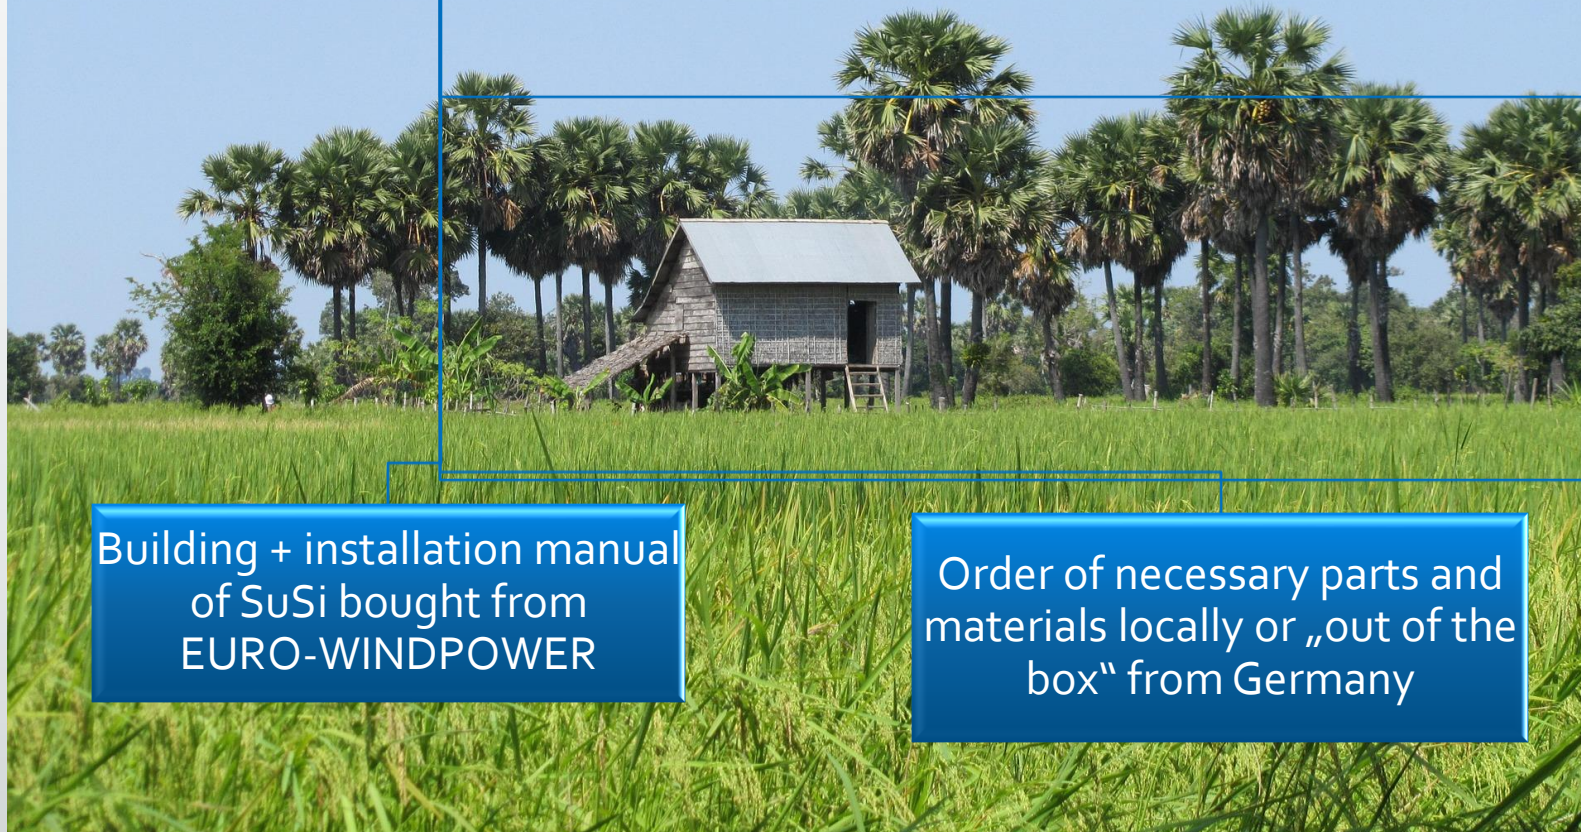 Building + installation manual
of SuSi bought from
EURO-WINDPOWER
Order of necessary parts and
materials locally or „out of the
box“ from Germany